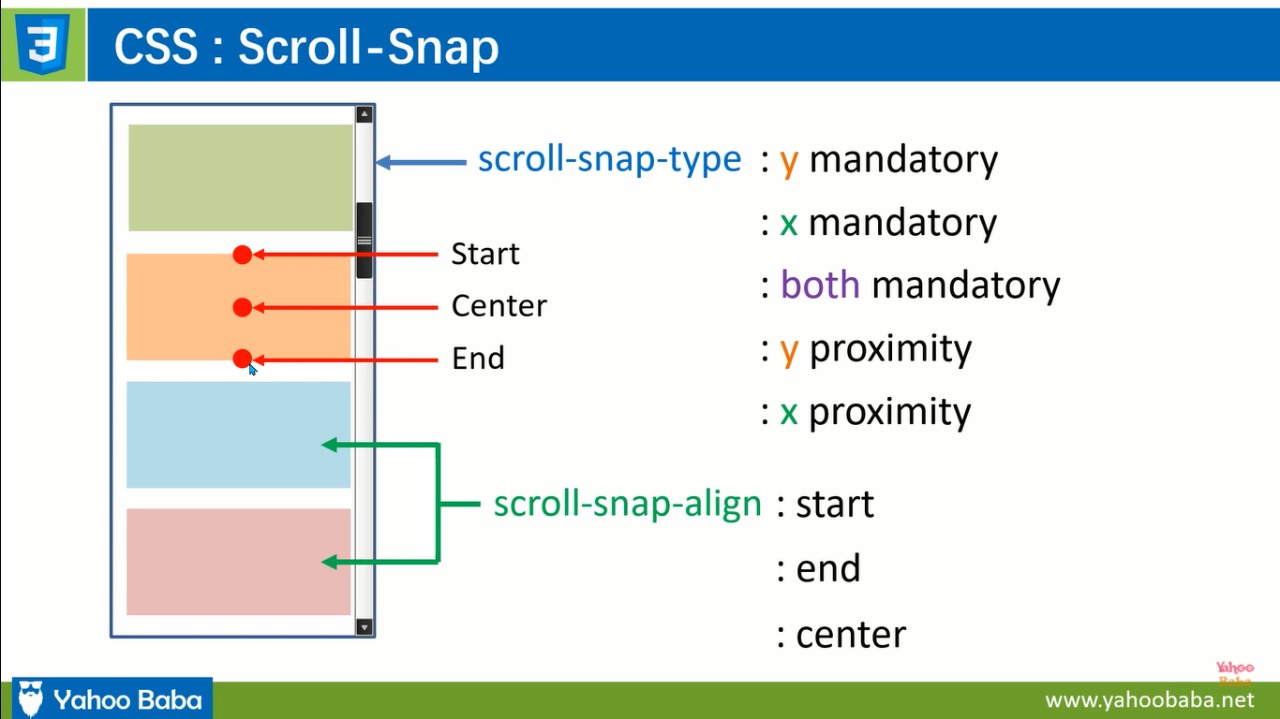 3
CSS : Scroll-Snap
scroll-snap-type : y mandatory
: x mandatory
: both mandatory
: y proximity
: x proximity
Start
Center
End
scroll-snap-align : start
: end
: center
Yahoo
Baba
Yahoo Baba
www.yahoobaba.net